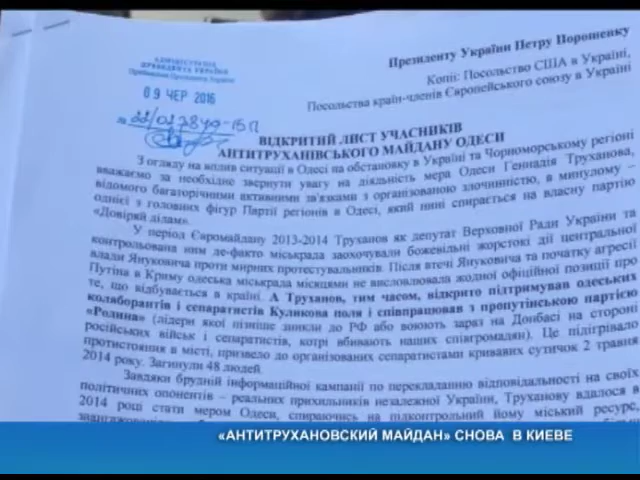 Президенту України Петру Порошенку
Копії: Посольство США в Україні,
Посольства країн-членів Європейського союзу в Україні
АДМІНІСТРАЦІЯ
ПРЕЗИДЕНТА УКРАЇНИ
09 ЧЕР 2016
№
ВІДКРИТИЙ ЛИСТ УЧАСНИКІВ
АНТИТРУХАНІВСЬКОГО МАЙДАНУ ОДЕСИ
З огляду на вплив ситуації в Одесі на обстановку в Україні та Чорноморському регіоні
вважаємо за необхідне звернути увагу на діяльність мера Одеси Геннадія Труханова,
відомого багаторічними активними зв'язками з організованою злочинністю, в минулому –
однієї з головних фігур Партії регіонів в Одесі, який нині спирається на власну партію
«Довіряй ділам».
У період Євромайдану 2013-2014 Труханов як депутат Верховної Ради України та
контрольована ним де-факто міськрада заохочували божевільні жорстокі дії центральної
влади Януковича проти мирних протестувальників. Після втечі Януковича та початку агресії
Путіна в Криму одеська міськрада місяцями не висловлювала жодної офіційної позиції про
те, що відбувається в країні. А Труханов, тим часом, відкрито підтримував одеських
колаборантів і сепаратистів Куликова поля і співпрацював з пропутінською партією
«Родина» (лідери якої пізніше зникли до РФ або воюють зараз на Донбасі на стороні
російських військ і сепаратистів, котрі вбивають наших співгромадян). Це підігрівало
протистояння в місті, призвело до організованих сепаратистами кривавих сутичок 2 травня
2014 року. Загинули 48 людей.
Завдяки брудній інформаційної кампанії по перекладанню відповідальності на своїх
політичних опонентів – реальних прихильників незалежної України, Труханову вдалося в
2014 році стати мером Одеси, спираючись на підконтрольний йому міський ресурс,
«АНТИТРУХАНОВСКИЙ МАЙДАН» СНОВА В КИЕВЕ